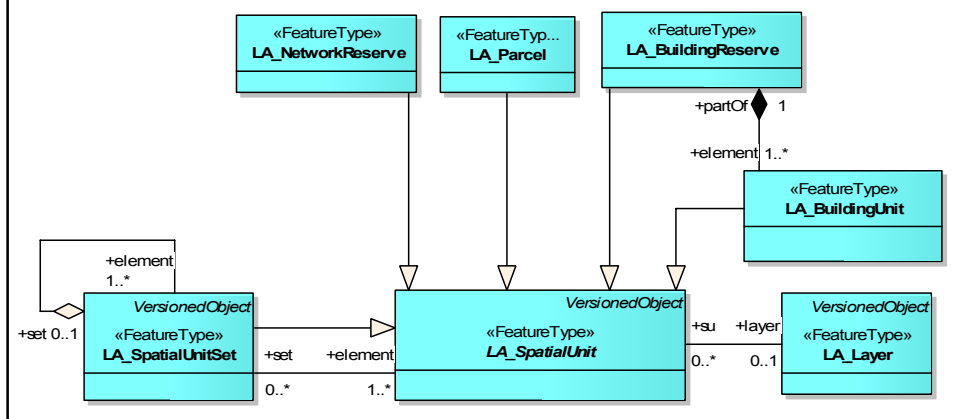 «FeatureType»
LA_NetworkReserve
«FeatureTyp...
LA_Parcel
«FeatureType»
LA_BuildingReserve
+partOf 1
+element 1..*
«FeatureType»
LA_BuildingUnit
+element
1..*
+set 0..1
VersionedObject
«FeatureType»
LA_SpatialUnitSet
+set +element
0..* 1..*
VersionedObject
«FeatureType»
LA_SpatialUnit
+su +layer
0..* 0..1
VersionedObject
«FeatureType»
LA_Layer